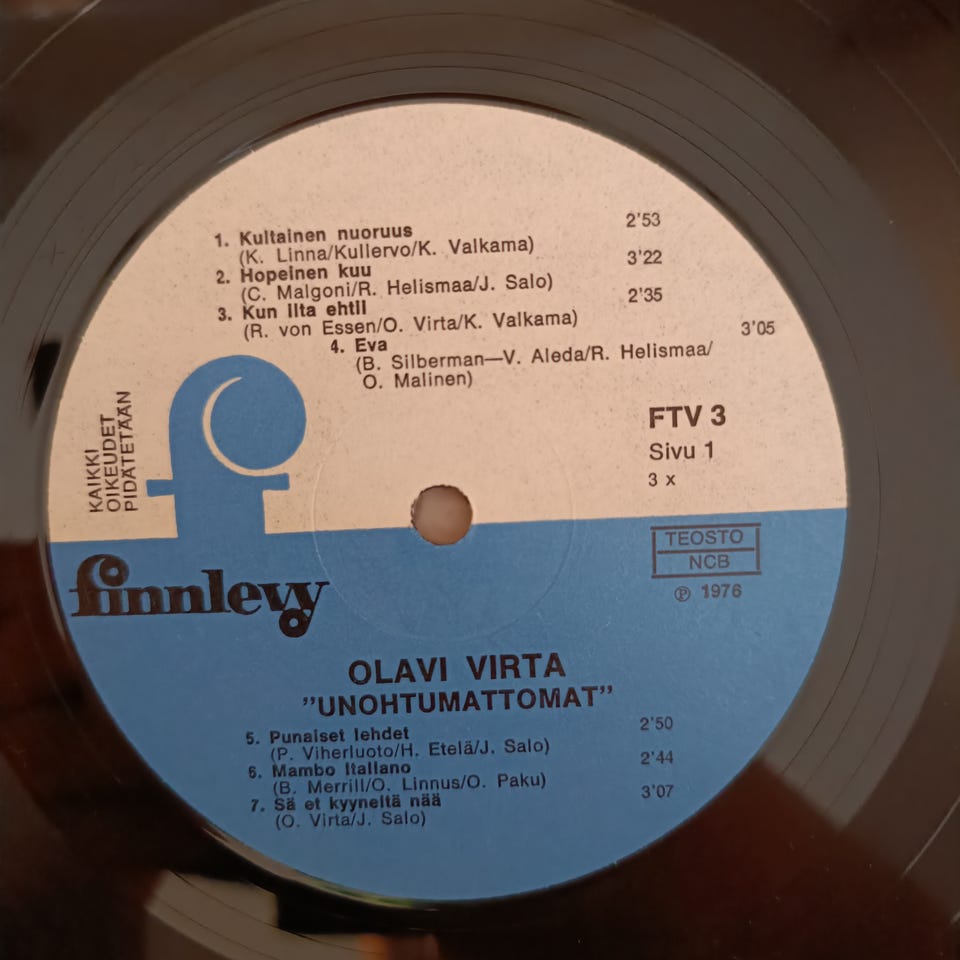 1. Kultainen nuoruus 2'53
(K. Linna/Kullervo/K. Valkama)
2. Hopeinen kuu 3'22
(C. Malgoni/R. Helismaa/J. Salo)
3. Kun ilta ehtii 2'35
(R. von Essen/O. Virta/K. Valkama)
4. Eva 3'05
(B. Silberman—V. Aleda/R. Helismaa/
O. Malinen)
KAIKKI
OIKEUDET
PIDÄTETÄÄN
FTV 3
Sivu 1
3 x
finnlevy
TEOSTO
NCB
Ⓟ 1976
OLAVI VIRTA
"UNOHTUMATTOMAT"
5. Punaiset lehdet 2'50
(P. Viherluoto/H. Etelä/J. Salo)
6. Mambo Italiano 2'44
(B. Merrill/O. Linnus/O. Paku)
7. Sä et kyyneltä nää 3'07
(O. Virta/J. Salo)